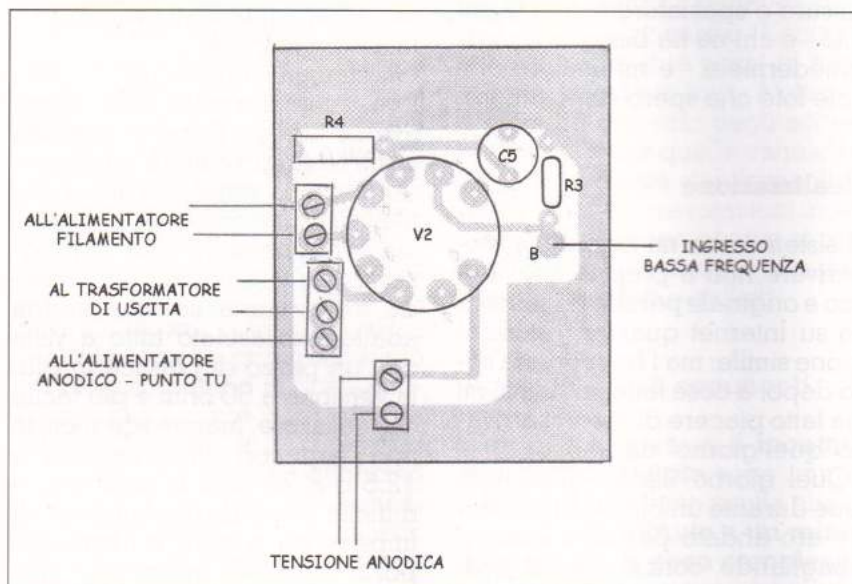 R4
C5
R3
V2
B
ALL'ALIMENTATORE
FILAMENTO
AL TRASFORMATORE
DI USCITA
ALL'ALIMENTATORE
ANODICO - PUNTO TU
INGRESSO
BASSA FREQUENZA
TENSIONE ANODICA